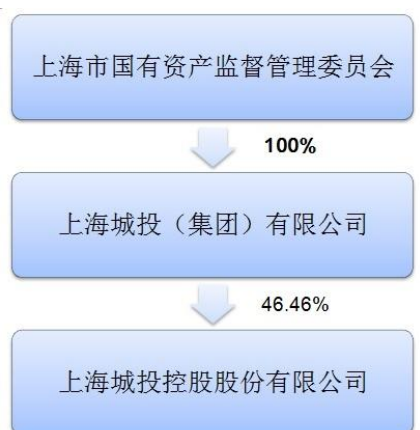 上海市国有资产监督管理委员会
100%
上海城投（集团）有限公司
46.46%
上海城投控股股份有限公司